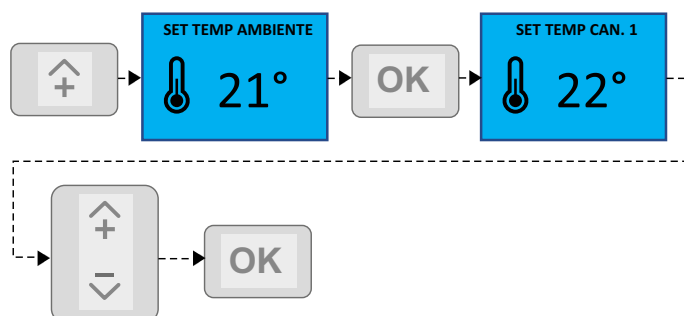 SET TEMP AMBIENTE
21°
OK
SET TEMP CAN. 1
22°
+
+
−
OK